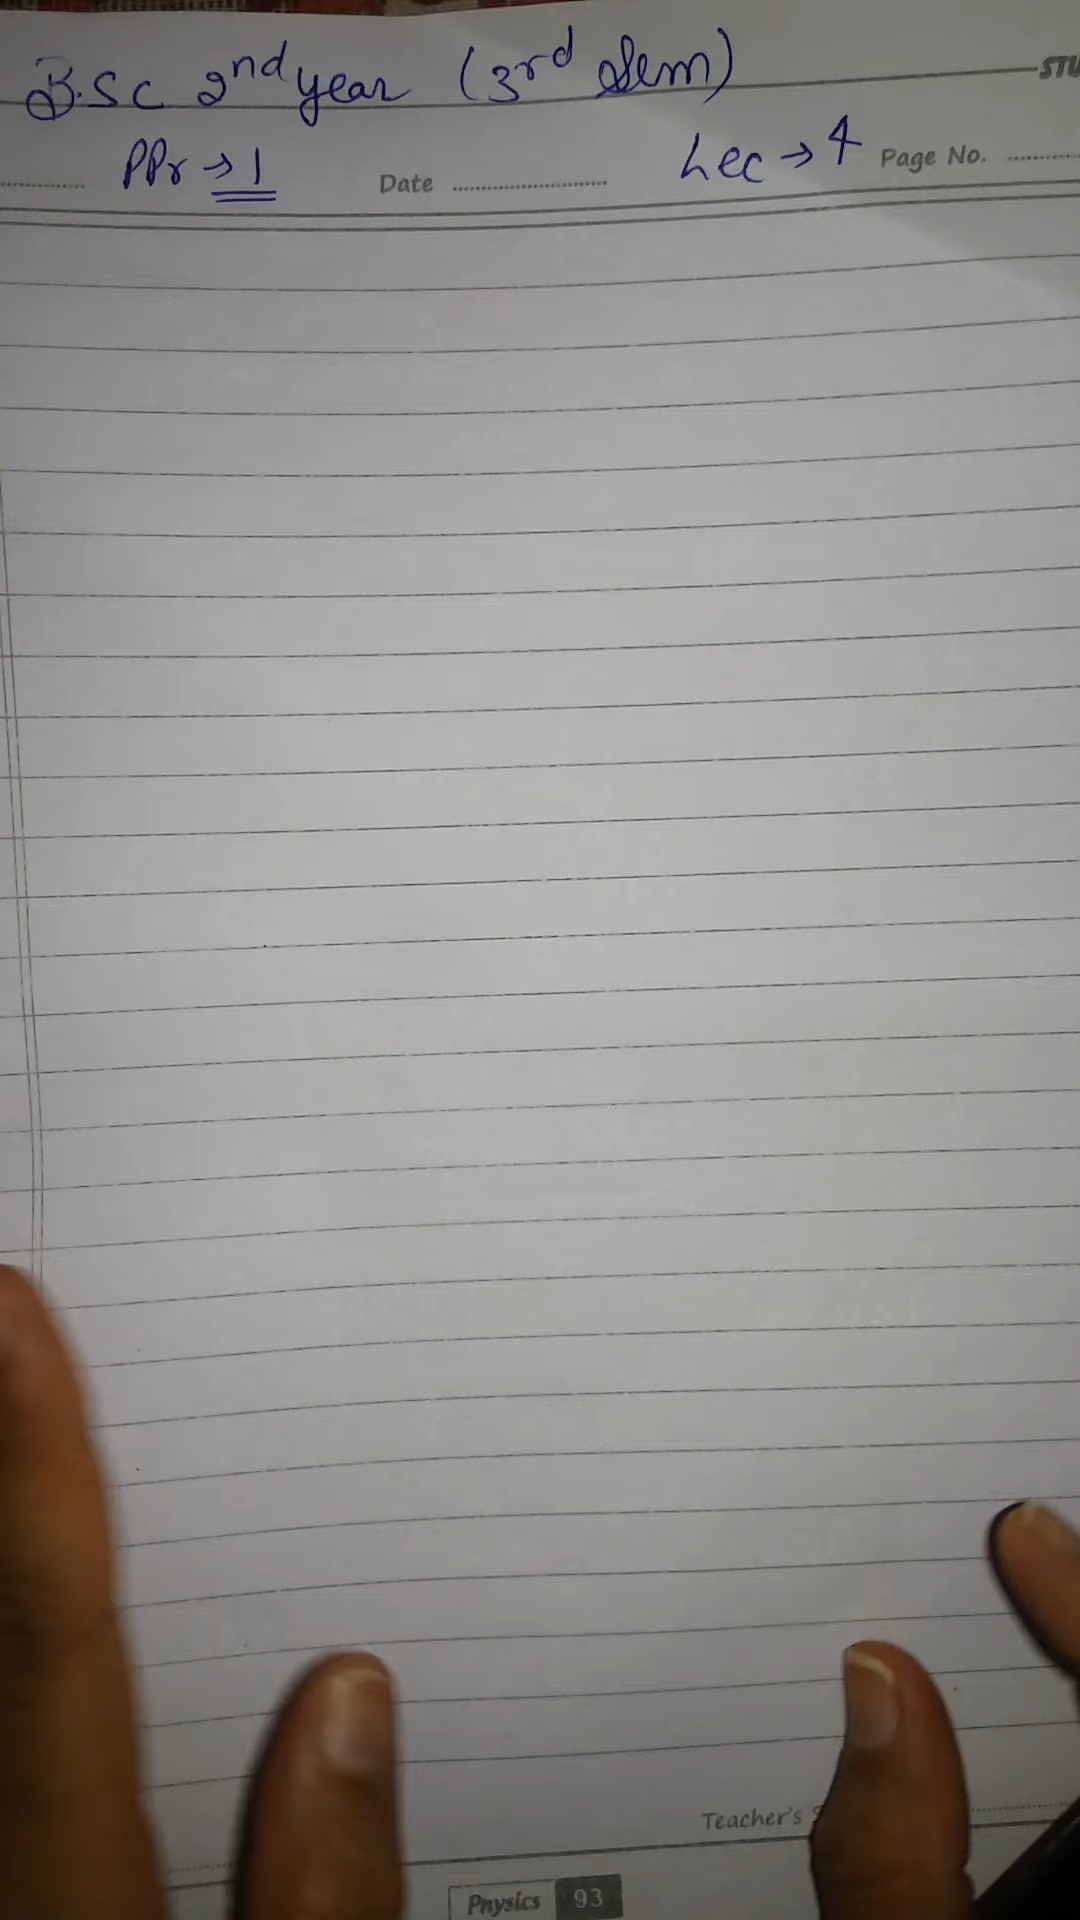 B.Sc 2nd year (3rd Sem)
PPr → 1 Date Lec → 4 Page No.
Teacher's
Physics 93